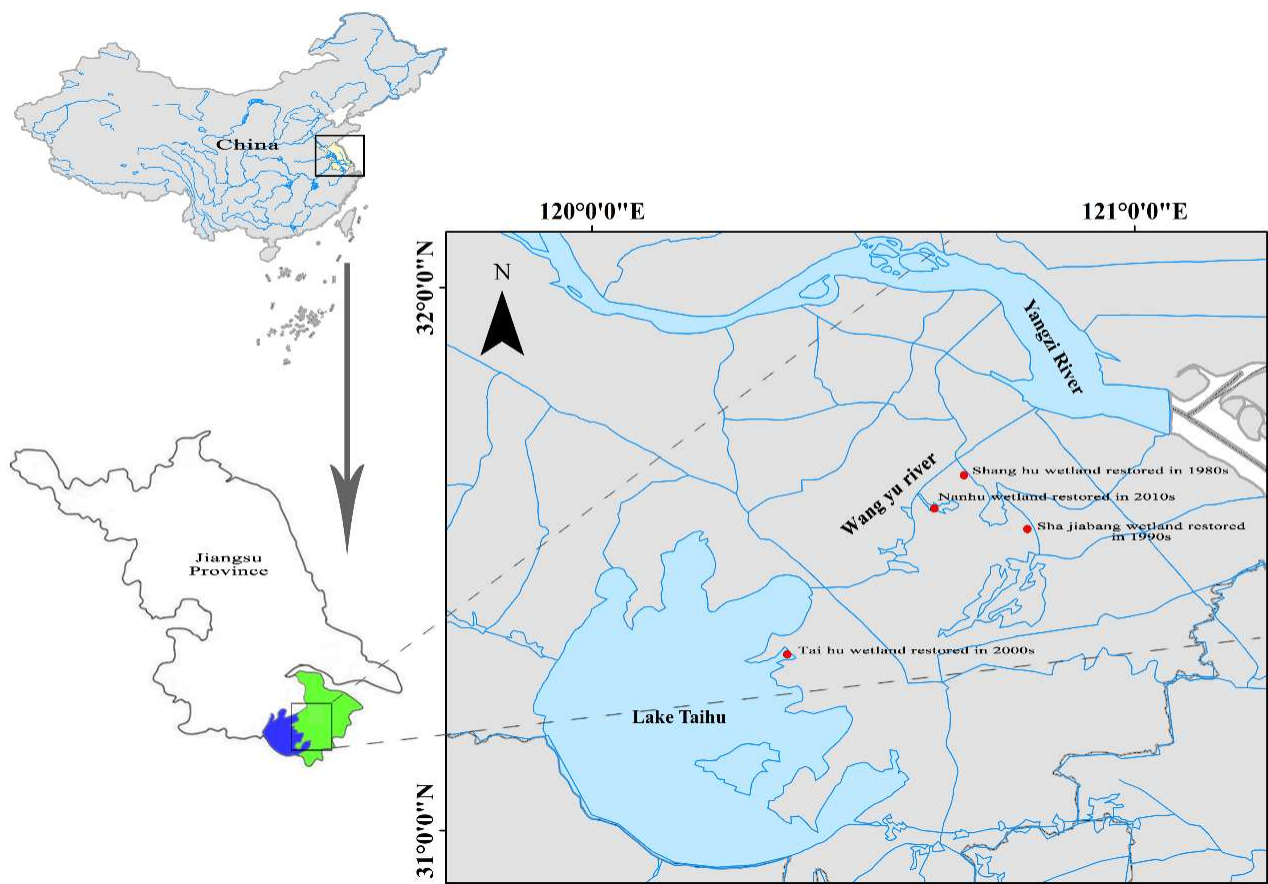 China
120°0'0"E
121°0'0"E
N
32°0'0"N
Yangzi River
Wang yu river
Shang hu wetland restored in 1980s
Nanhu wetland restored in 2010s
Sha jiabang wetland restored
in 1990s
Jiangsu
Province
Tai hu wetland restored in 2000s
Lake Taihu
31°0'0"N